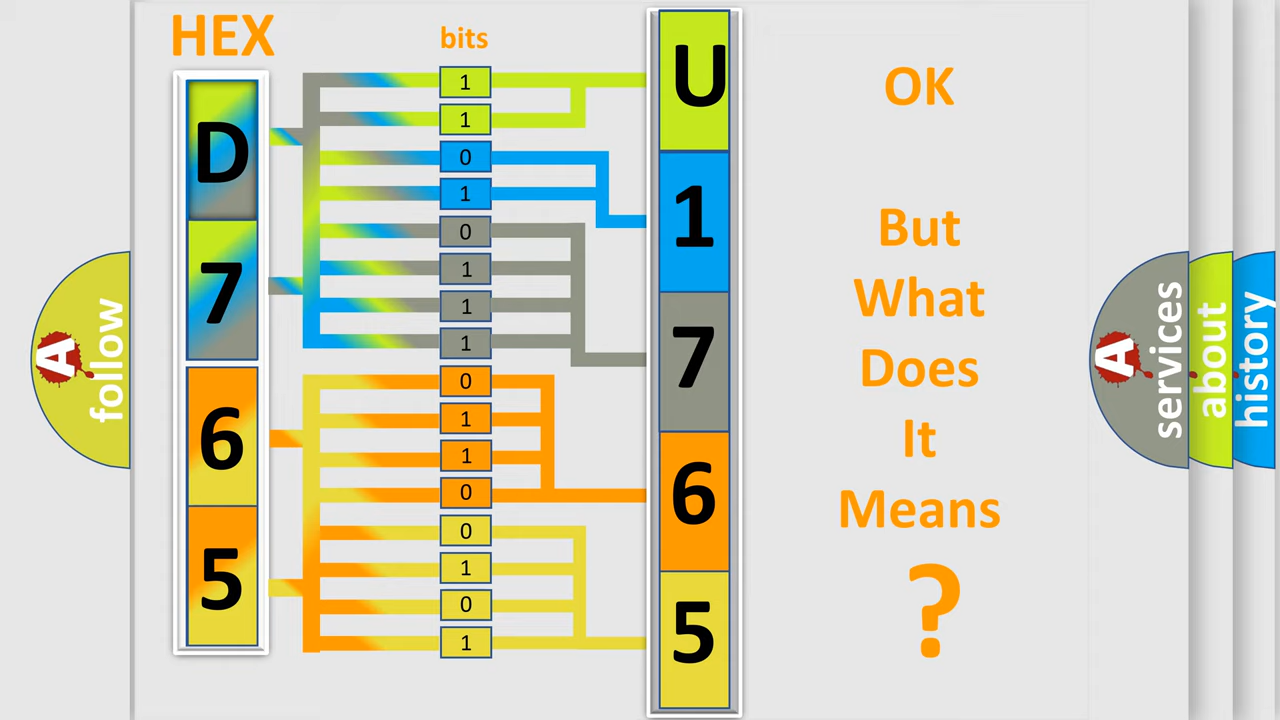 HEX
bits
D
7
6
5
1
1
0
1
0
1
1
1
0
1
1
0
0
1
0
1
U
1
7
6
5
OK
But
What
Does
It
Means
?
A
follow
A
services
about
history